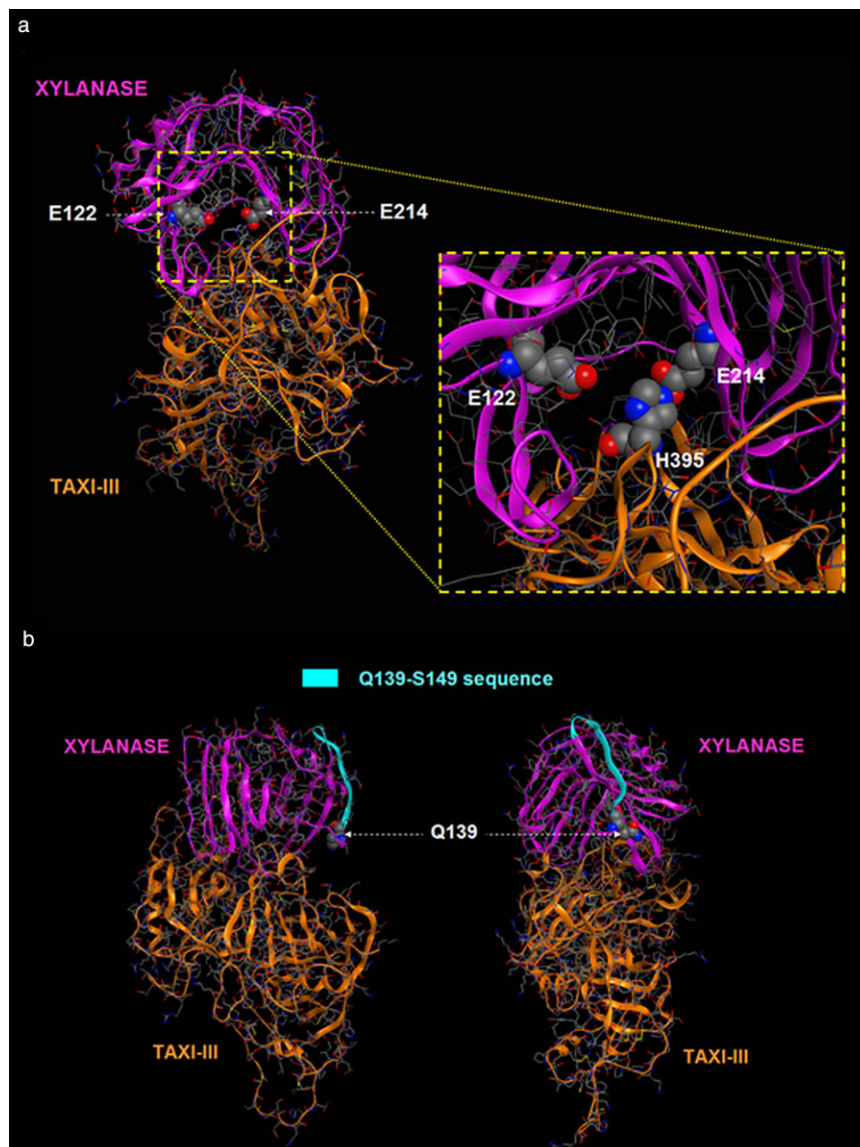 a
XYLANASE
E122
E214
E122
E214
H395
TAXI-III
b
Q139-S149 sequence
XYLANASE
XYLANASE
Q139
TAXI-III
TAXI-III